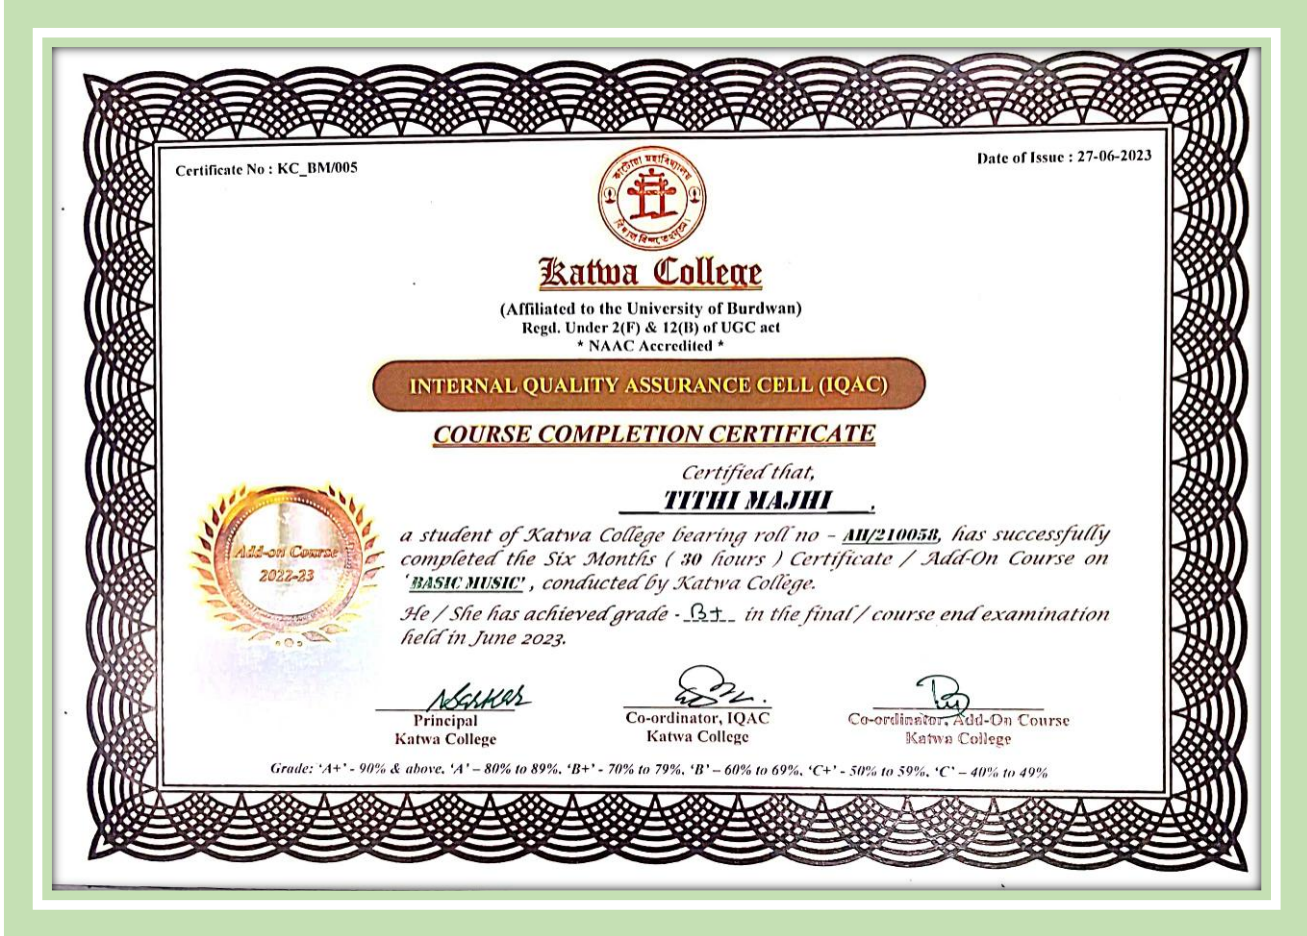 Certificate No : KC_BM/005
Date of Issue : 27-06-2023
কাটোয়া মহাবিদ্যালয়
Katwa College
(Affiliated to the University of Burdwan)
Regd. Under 2(F) & 12(B) of UGC act
* NAAC Accredited *
INTERNAL QUALITY ASSURANCE CELL (IQAC)
COURSE COMPLETION CERTIFICATE
Certified that,
TITHI MAJHI .
a student of Katwa College bearing roll no - AH/210058, has successfully
completed the Six Months ( 30 hours ) Certificate / Add-On Course on
'BASIC MUSIC' , conducted by Katwa College.
He / She has achieved grade - B+ in the final / course end examination
held in June 2023.
Add-on Course
2022-23
NSarkar
Principal
Katwa College
Co-ordinator, IQAC
Katwa College
Co-ordinator, Add-On Course
Katwa College
Grade: 'A+' - 90% & above, 'A' – 80% to 89%, 'B+' - 70% to 79%, 'B' – 60% to 69%, 'C+' - 50% to 59%, 'C' – 40% to 49%